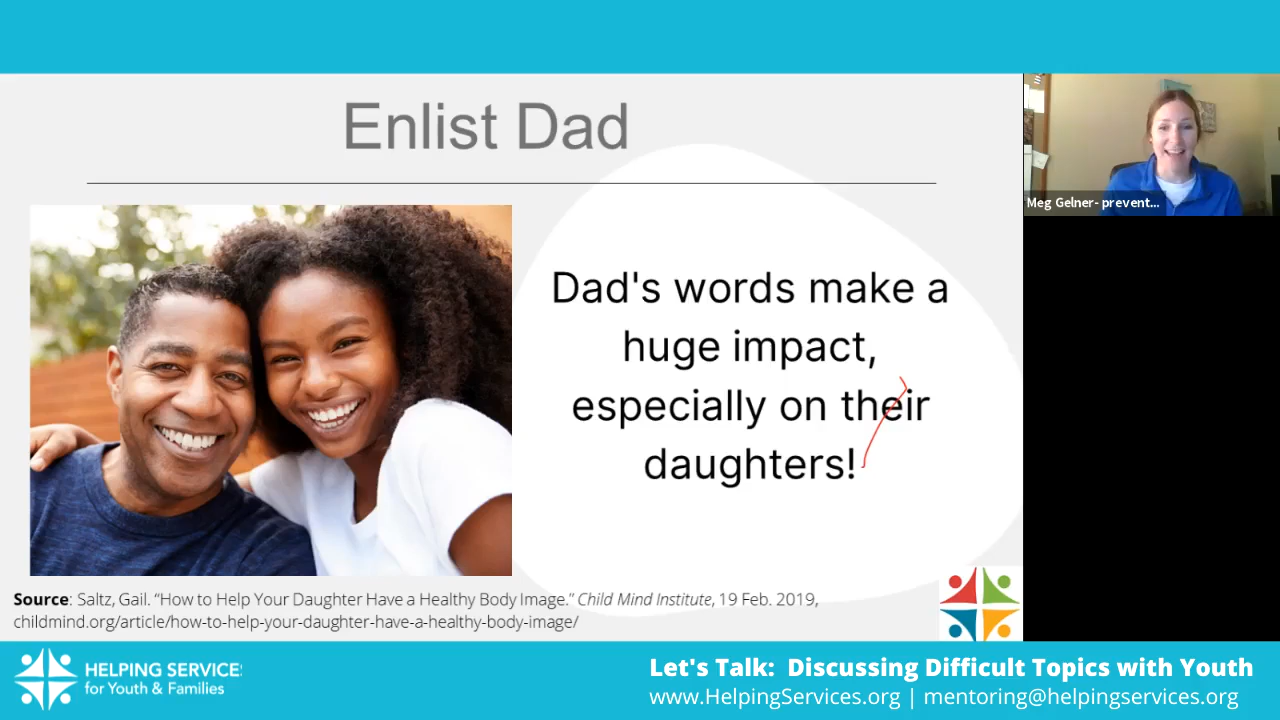 Enlist Dad
Meg Gelner- prevent...
Dad's words make a
huge impact,
especially on their
daughters!
Source: Saltz, Gail. “How to Help Your Daughter Have a Healthy Body Image.” Child Mind Institute, 19 Feb. 2019,
childmind.org/article/how-to-help-your-daughter-have-a-healthy-body-image/
HELPING SERVICES
for Youth & Families
Let's Talk: Discussing Difficult Topics with Youth
www.HelpingServices.org | mentoring@helpingservices.org